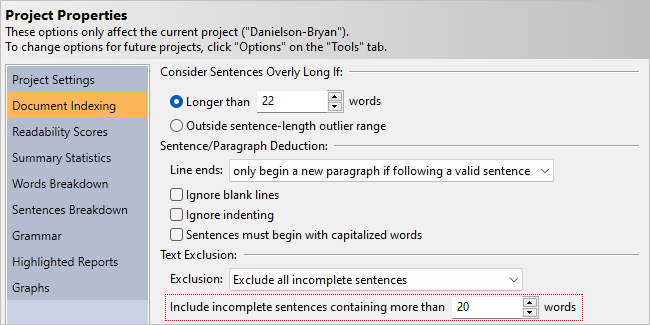 Project Properties
These options only affect the current project ("Danielson-Bryan").
To change options for future projects, click "Options" on the "Tools" tab.
Project Settings
Document Indexing
Readability Scores
Summary Statistics
Words Breakdown
Sentences Breakdown
Grammar
Highlighted Reports
Graphs
Consider Sentences Overly Long If:
Longer than 22 words
Outside sentence-length outlier range
Sentence/Paragraph Deduction:
Line ends: only begin a new paragraph if following a valid sentence
Ignore blank lines
Ignore indenting
Sentences must begin with capitalized words
Text Exclusion:
Exclusion: Exclude all incomplete sentences
Include incomplete sentences containing more than 20 words